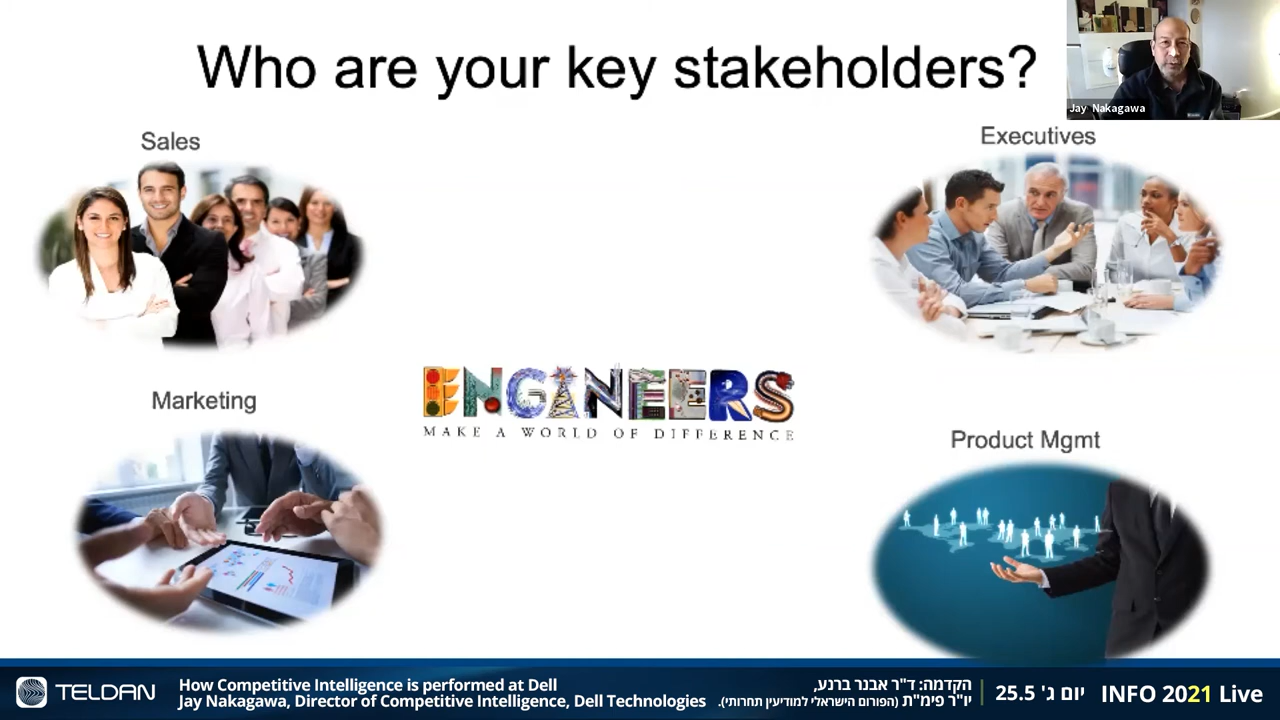 Who are your key stakeholders?
Jay Nakagawa
Sales
Executives
Marketing
ENGINEERS
MAKE A WORLD OF DIFFERENCE
Product Mgmt
TELDAN
How Competitive Intelligence is performed at Dell
Jay Nakagawa, Director of Competitive Intelligence, Dell Technologies
הקדמה: ד"ר אבנר ברנע,
יו"ר פימ"ת (הפורום הישראלי למודיעין תחרותי).
יום ג' 25.5
INFO 2021 Live